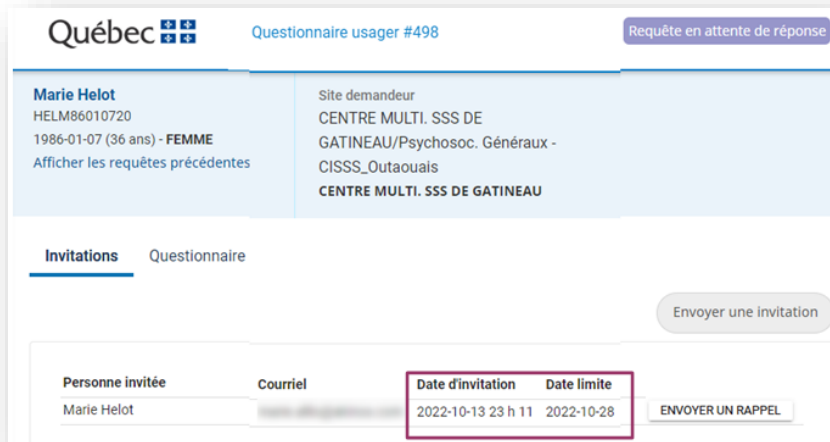 Québec
Questionnaire usager #498
Requête en attente de réponse
Marie Helot
HELM86010720
1986-01-07 (36 ans) - FEMME
Afficher les requêtes précédentes
Site demandeur
CENTRE MULTI. SSS DE
GATINEAU/Psychosoc. Généraux -
CISSS_Outaouais
CENTRE MULTI. SSS DE GATINEAU
Invitations Questionnaire
Envoyer une invitation
Personne invitée Courriel Date d'invitation Date limite
Marie Helot 2022-10-13 23 h 11 2022-10-28 ENVOYER UN RAPPEL